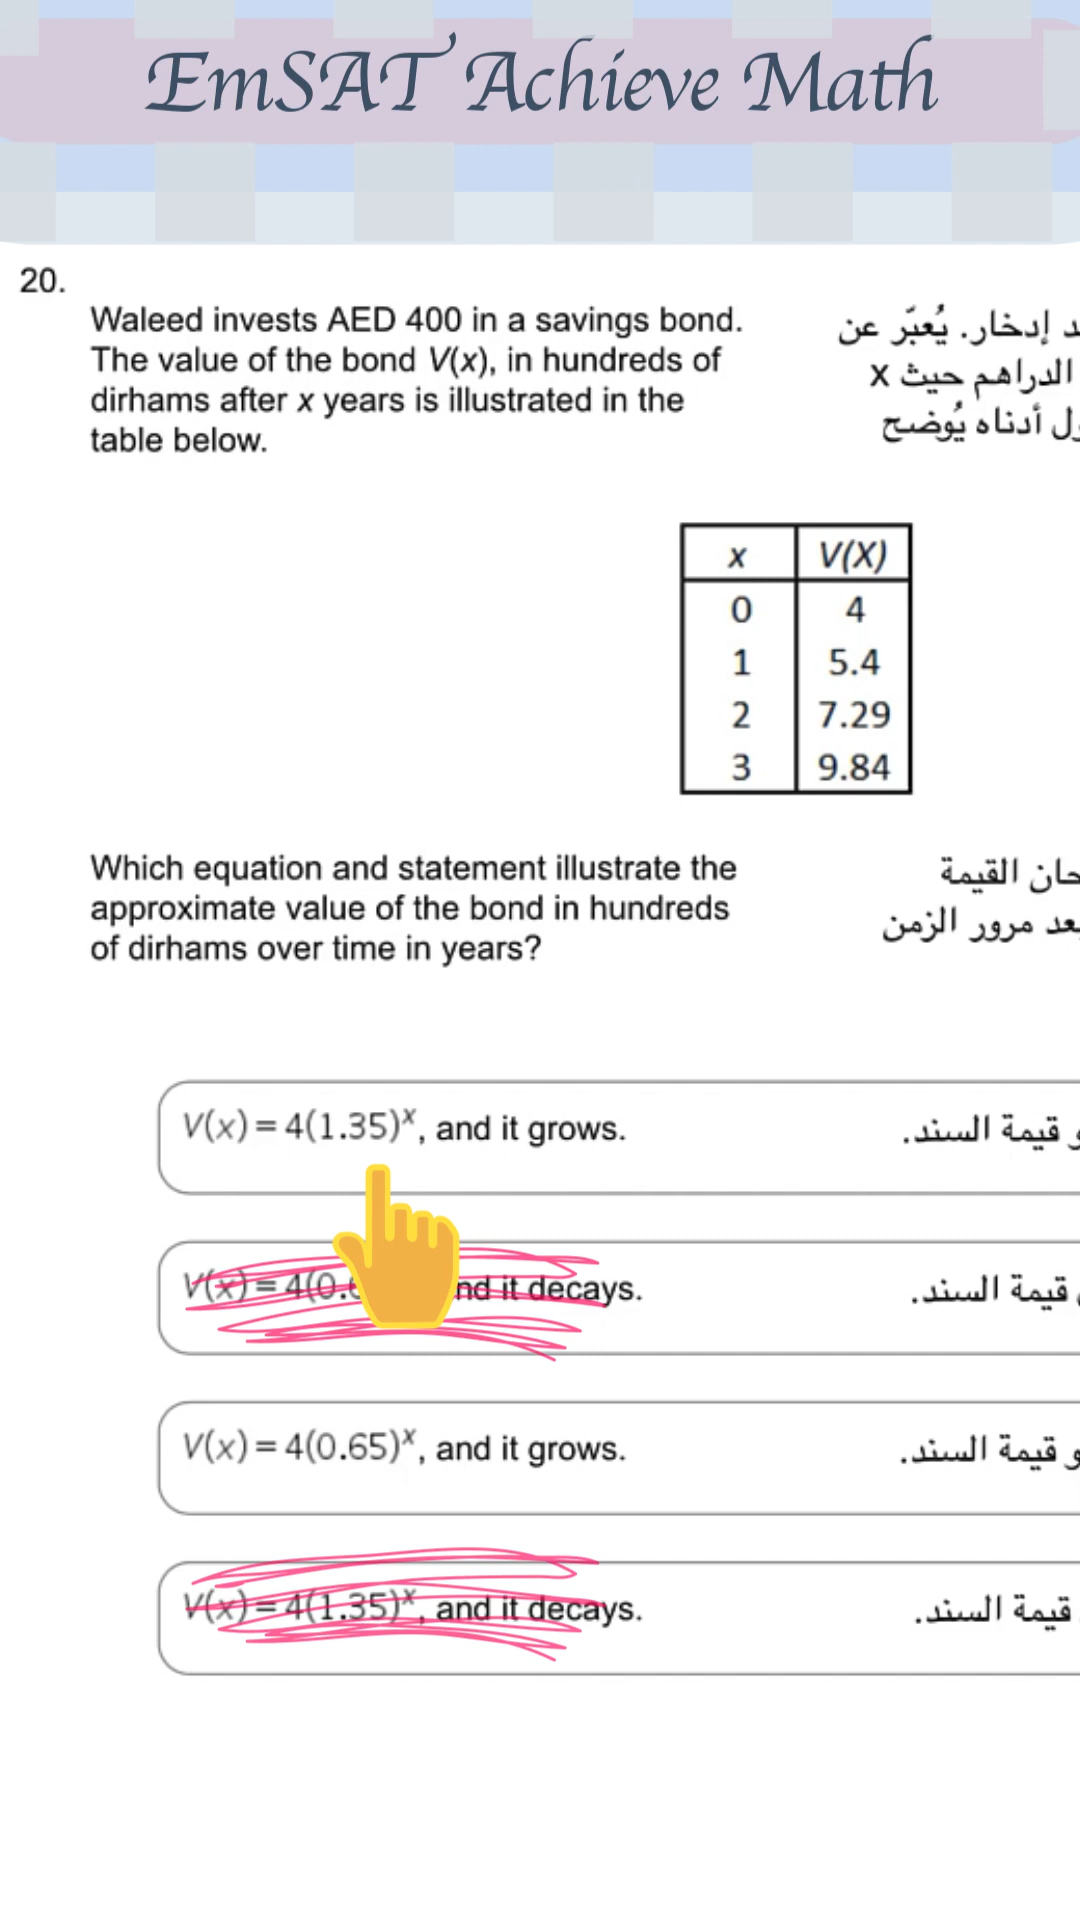 EmSAT Achieve Math
20.
Waleed invests AED 400 in a savings bond.
The value of the bond V(x), in hundreds of
dirhams after x years is illustrated in the
table below.
إدخار. يُعبّر عن
الدراهم حيث x
أدناه يُوضح
x V(X)
0 4
1 5.4
2 7.29
3 9.84
Which equation and statement illustrate the
approximate value of the bond in hundreds
of dirhams over time in years?
القيمة
مرور الزمن
V(x) = 4(1.35)ˣ, and it grows.
قيمة السند.
V(x) = 4(0. it decays.
قيمة السند.
V(x) = 4(0.65)ˣ, and it grows.
قيمة السند.
V(x) = 4(1.35)ˣ, and it decays.
قيمة السند.